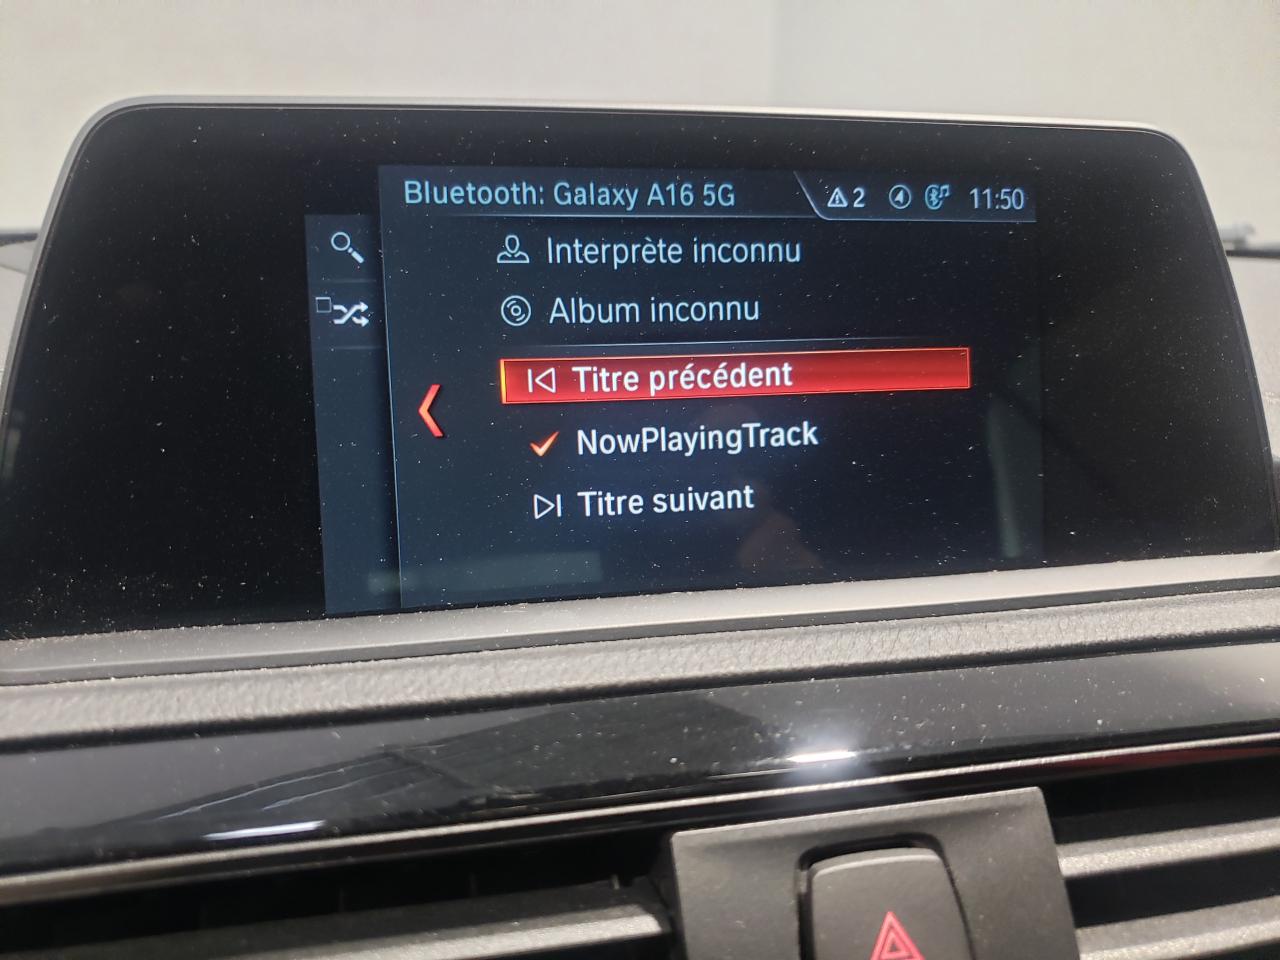 Bluetooth: Galaxy A16 5G
2
11:50
Interprète inconnu
Album inconnu
Titre précédent
NowPlayingTrack
Titre suivant